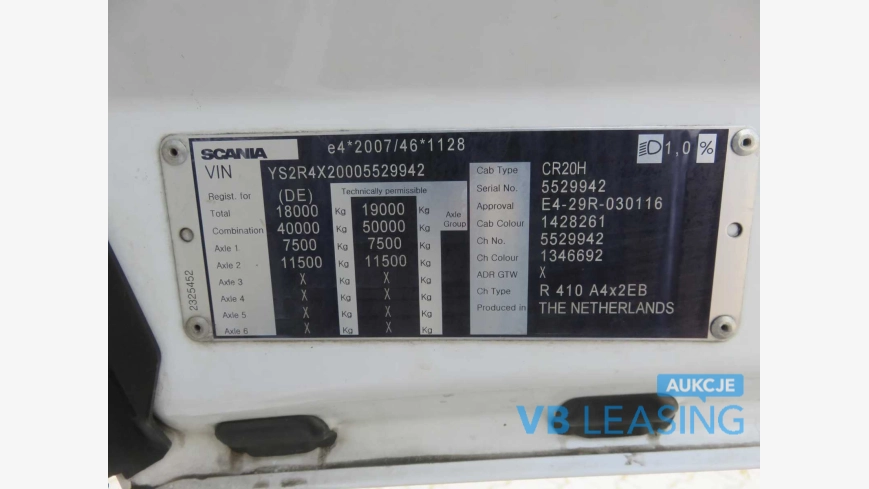 SCANIA e4*2007/46*1128 1,0 %
VIN YS2R4X20005529942
Regist. for (DE) Technically permissible
Total 18000 Kg 19000 Kg Axle Group
Combination 40000 Kg 50000 Kg
Axle 1 7500 Kg 7500 Kg
Axle 2 11500 Kg 11500 Kg
Axle 3 X Kg X Kg
Axle 4 X Kg X Kg
Axle 5 X Kg X Kg
Axle 6 X Kg X Kg
Cab Type CR20H
Serial No. 5529942
Approval E4-29R-030116
Cab Colour 1428261
Ch No. 5529942
Ch Colour 1346692
ADR GTW X
Ch Type R 410 A4x2EB
Produced in THE NETHERLANDS
2325452
AUKCJE
VB LEASING